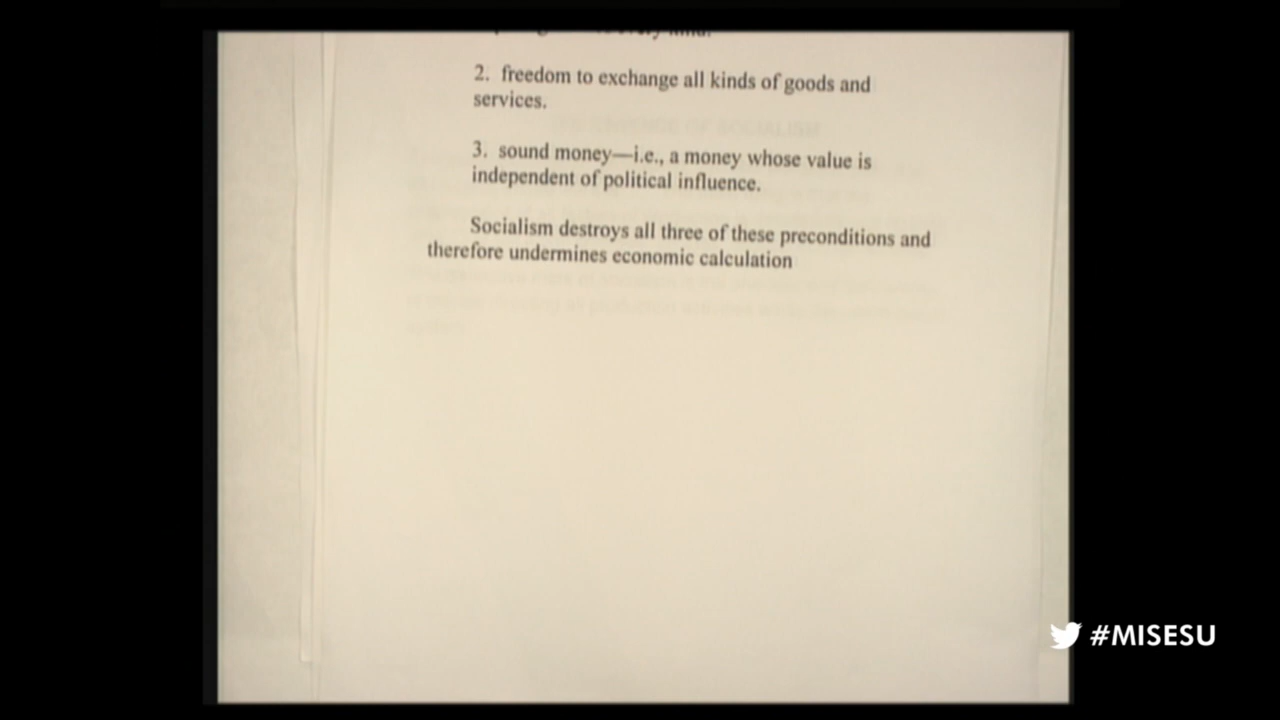 2. freedom to exchange all kinds of goods and
services.
3. sound money—i.e., a money whose value is
independent of political influence.
Socialism destroys all three of these preconditions and
therefore undermines economic calculation
#MISESU